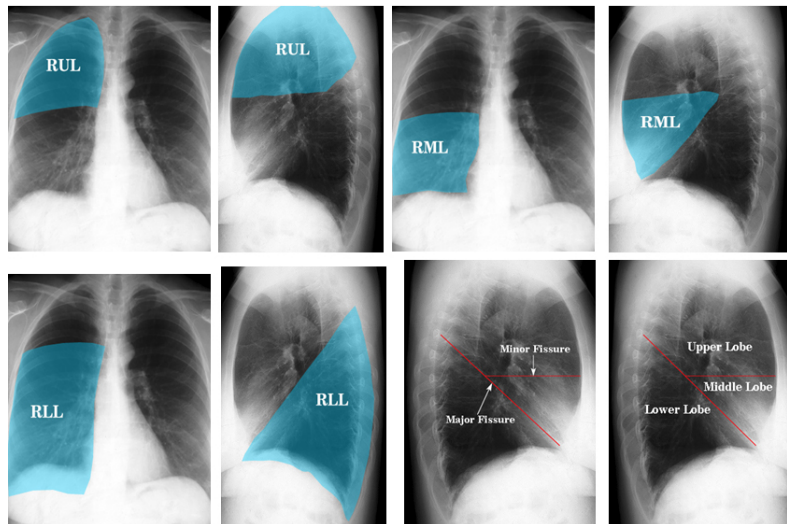 RUL
RUL
RML
RML
RLL
RLL
Minor Fissure
Major Fissure
Upper Lobe
Middle Lobe
Lower Lobe